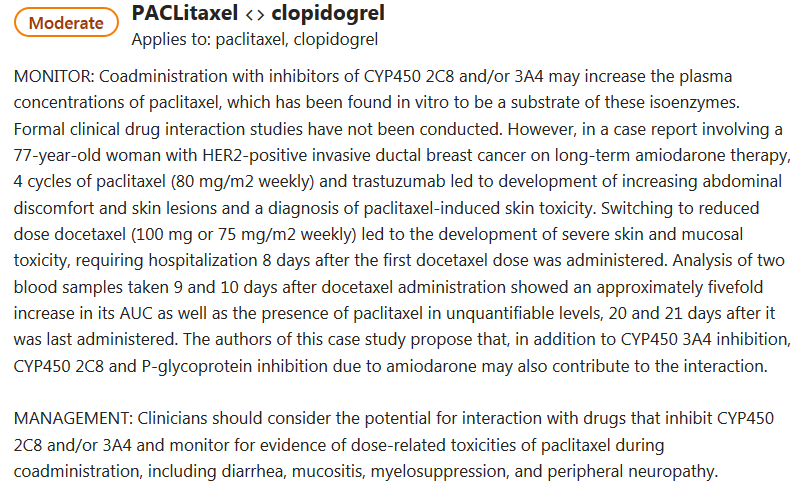 Moderate
PACLitaxel <> clopidogrel
Applies to: paclitaxel, clopidogrel
MONITOR: Coadministration with inhibitors of CYP450 2C8 and/or 3A4 may increase the plasma
concentrations of paclitaxel, which has been found in vitro to be a substrate of these isoenzymes.
Formal clinical drug interaction studies have not been conducted. However, in a case report involving a
77-year-old woman with HER2-positive invasive ductal breast cancer on long-term amiodarone therapy,
4 cycles of paclitaxel (80 mg/m2 weekly) and trastuzumab led to development of increasing abdominal
discomfort and skin lesions and a diagnosis of paclitaxel-induced skin toxicity. Switching to reduced
dose docetaxel (100 mg or 75 mg/m2 weekly) led to the development of severe skin and mucosal
toxicity, requiring hospitalization 8 days after the first docetaxel dose was administered. Analysis of two
blood samples taken 9 and 10 days after docetaxel administration showed an approximately fivefold
increase in its AUC as well as the presence of paclitaxel in unquantifiable levels, 20 and 21 days after it
was last administered. The authors of this case study propose that, in addition to CYP450 3A4 inhibition,
CYP450 2C8 and P-glycoprotein inhibition due to amiodarone may also contribute to the interaction.
MANAGEMENT: Clinicians should consider the potential for interaction with drugs that inhibit CYP450
2C8 and/or 3A4 and monitor for evidence of dose-related toxicities of paclitaxel during
coadministration, including diarrhea, mucositis, myelosuppression, and peripheral neuropathy.